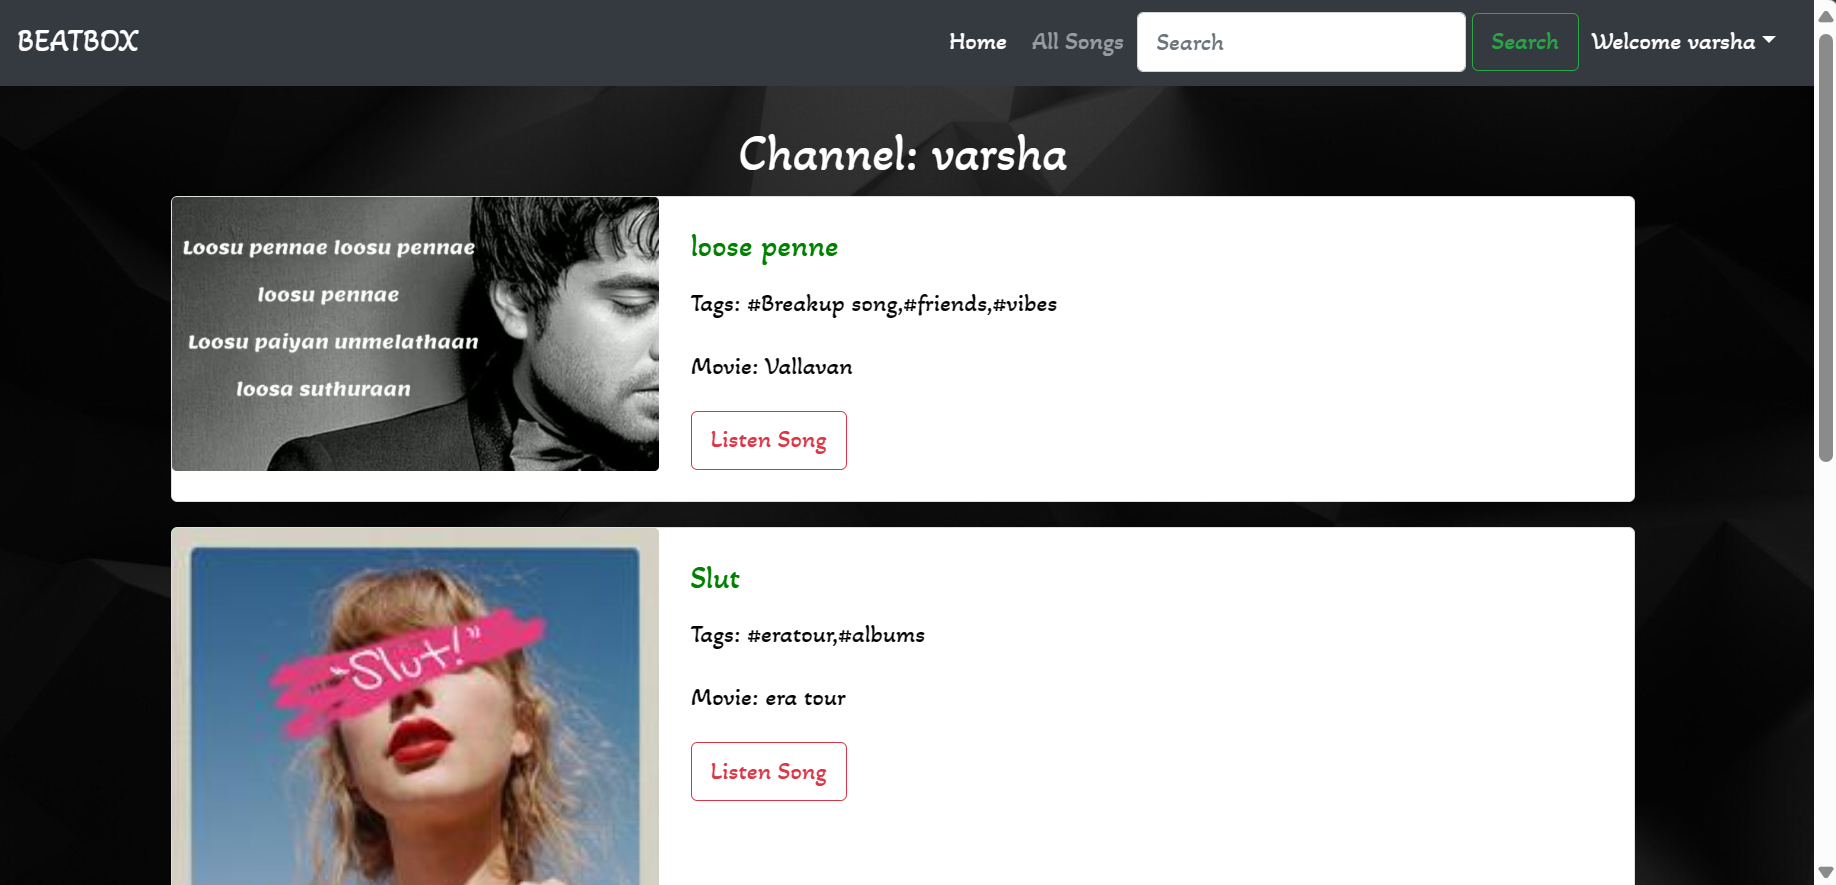 BEATBOX
Home
All Songs
Search
Search
Welcome varsha
Channel: varsha
Loosu pennae loosu pennae
loosu pennae
Loosu paiyan unmelathaan
loosa suthuraan
loose penne
Tags: #Breakup song,#friends,#vibes
Movie: Vallavan
Listen Song
"Slut!"
Slut
Tags: #eratour,#albums
Movie: era tour
Listen Song